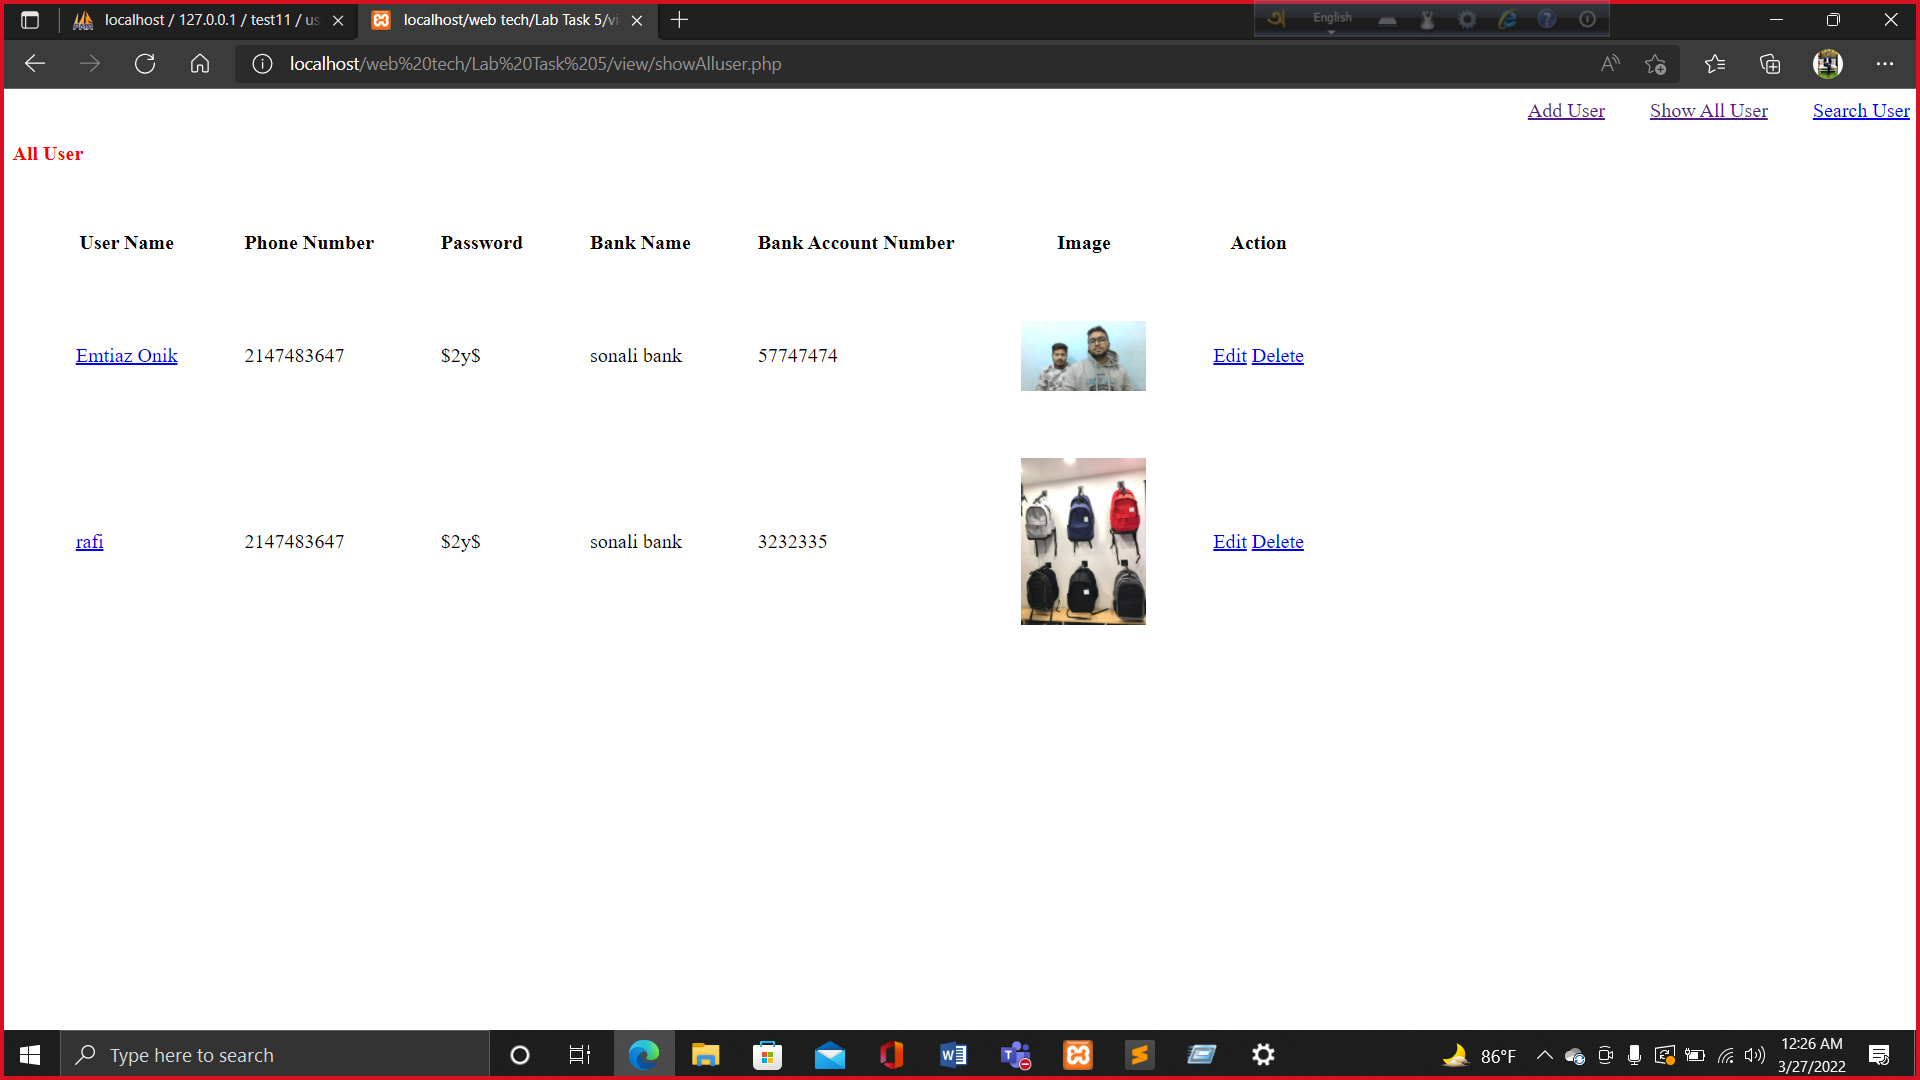 localhost / 127.0.0.1 / test11 / us
localhost/web tech/Lab Task 5/vi
English
localhost/web%20tech/Lab%20Task%205/view/showAlluser.php
Add User Show All User Search User
All User
User Name Phone Number Password Bank Name Bank Account Number Image Action
Emtiaz Onik 2147483647 $2y$ sonali bank 57747474 Edit Delete
rafi 2147483647 $2y$ sonali bank 3232335 Edit Delete
Type here to search
86°F
12:26 AM
3/27/2022